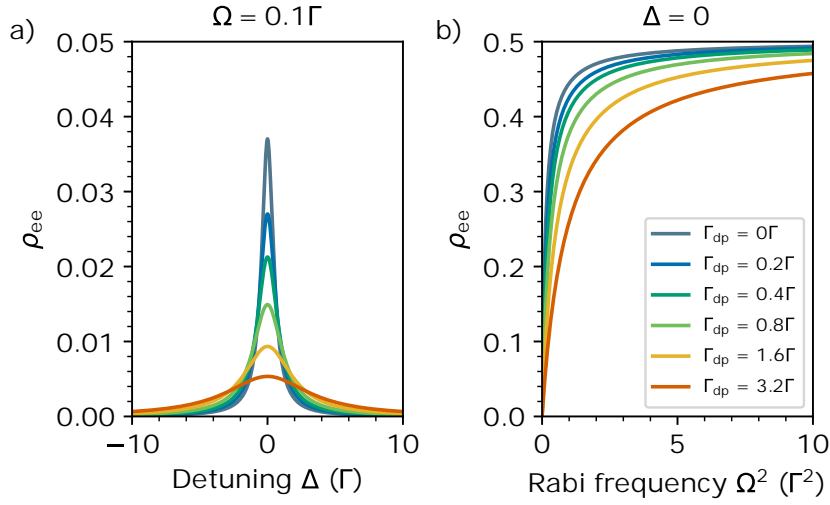 a)
Ω = 0.1Γ
0.05
0.04
0.03
0.02
0.01
0.00
ρee
−10
0
10
Detuning Δ (Γ)
b)
Δ = 0
0.5
0.4
0.3
0.2
0.1
0.0
ρee
0
5
10
Rabi frequency Ω² (Γ²)
Γdp = 0Γ
Γdp = 0.2Γ
Γdp = 0.4Γ
Γdp = 0.8Γ
Γdp = 1.6Γ
Γdp = 3.2Γ